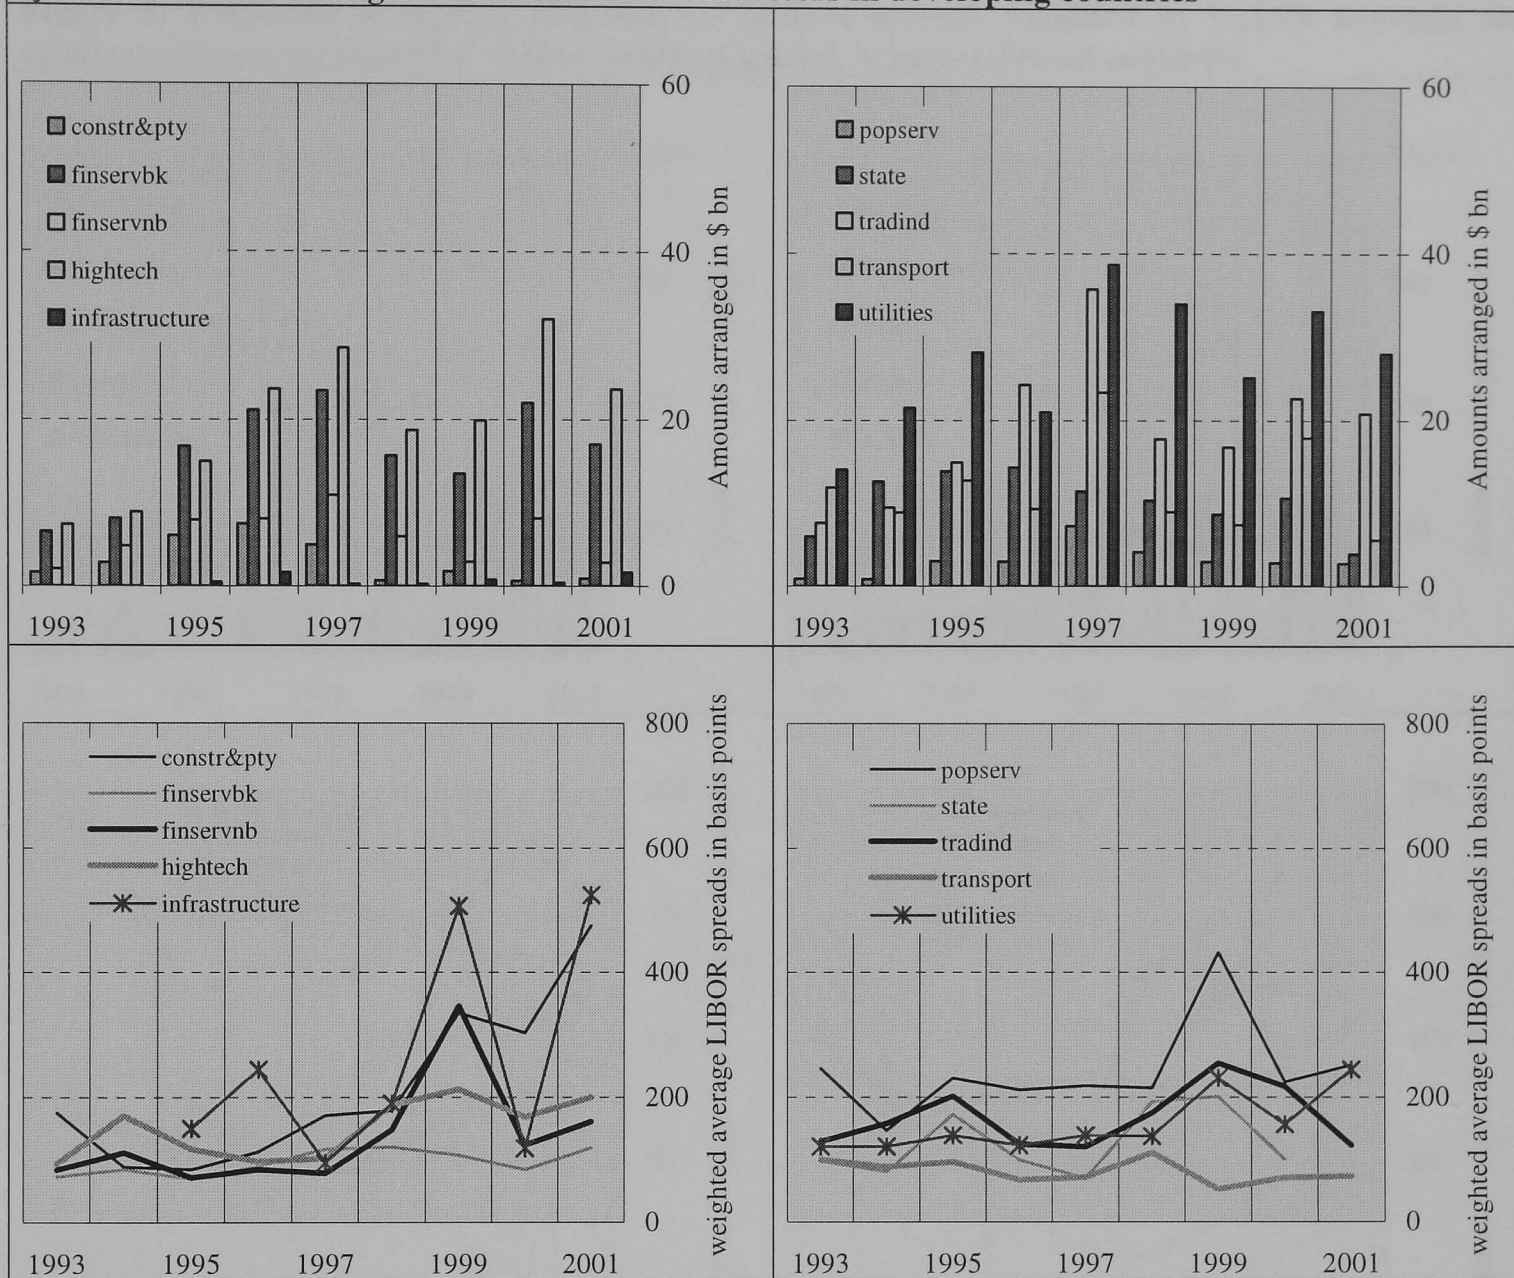 in developing countries
60
constr&pty
finservbk
finservnb
hightech
infrastructure
40
20
0
Amounts arranged in $ bn
1993 1995 1997 1999 2001
60
popserv
state
tradind
transport
utilities
40
20
0
Amounts arranged in $ bn
1993 1995 1997 1999 2001
800
constr&pty
finservbk
finservnb
hightech
infrastructure
600
400
200
0
weighted average LIBOR spreads in basis points
1993 1995 1997 1999 2001
800
popserv
state
tradind
transport
utilities
600
400
200
0
weighted average LIBOR spreads in basis points
1993 1995 1997 1999 2001